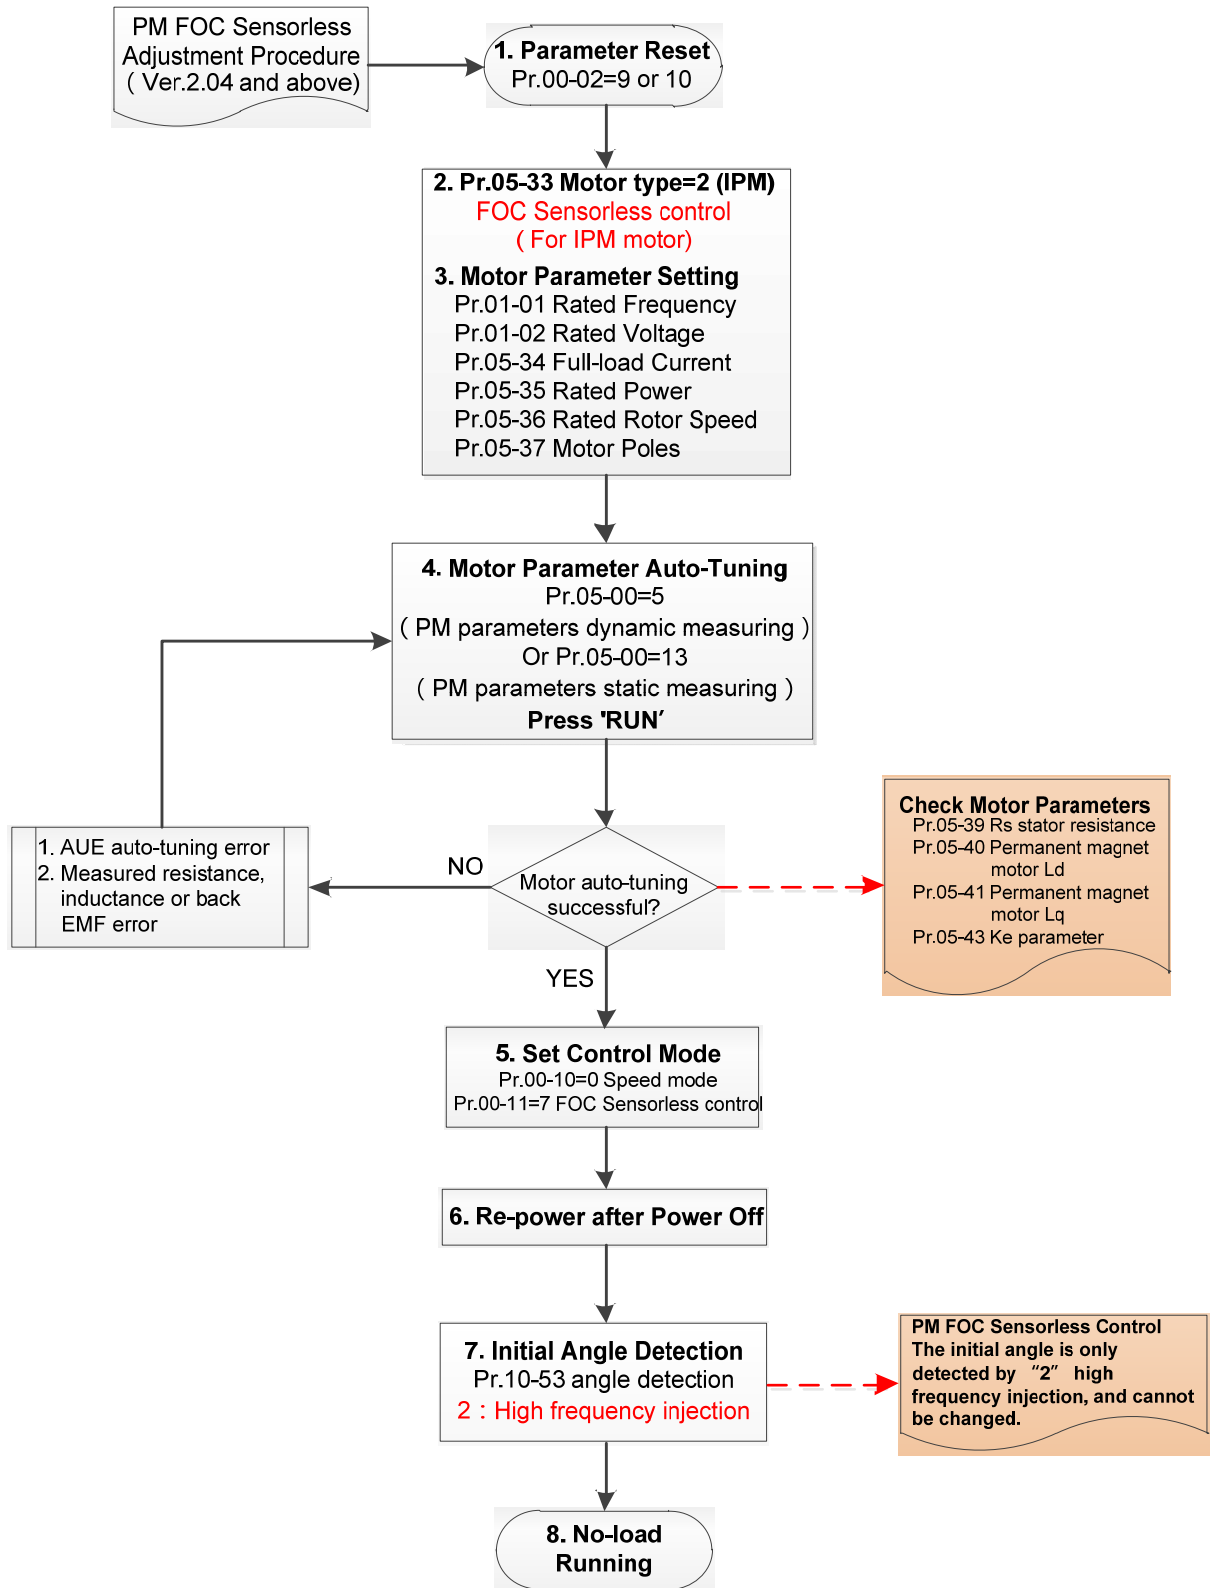 PM FOC Sensorless
Adjustment Procedure
( Ver.2.04 and above)
1. Parameter Reset
Pr.00-02=9 or 10
2. Pr.05-33 Motor type=2 (IPM)
FOC Sensorless control
( For IPM motor)
3. Motor Parameter Setting
Pr.01-01 Rated Frequency
Pr.01-02 Rated Voltage
Pr.05-34 Full-load Current
Pr.05-35 Rated Power
Pr.05-36 Rated Rotor Speed
Pr.05-37 Motor Poles
4. Motor Parameter Auto-Tuning
Pr.05-00=5
( PM parameters dynamic measuring )
Or Pr.05-00=13
( PM parameters static measuring )
Press 'RUN'
1. AUE auto-tuning error
2. Measured resistance,
inductance or back
EMF error
NO
Motor auto-tuning
successful?
YES
Check Motor Parameters
Pr.05-39 Rs stator resistance
Pr.05-40 Permanent magnet
motor Ld
Pr.05-41 Permanent magnet
motor Lq
Pr.05-43 Ke parameter
5. Set Control Mode
Pr.00-10=0 Speed mode
Pr.00-11=7 FOC Sensorless control
6. Re-power after Power Off
7. Initial Angle Detection
Pr.10-53 angle detection
2 : High frequency injection
PM FOC Sensorless Control
The initial angle is only
detected by “2” high
frequency injection, and cannot
be changed.
8. No-load
Running